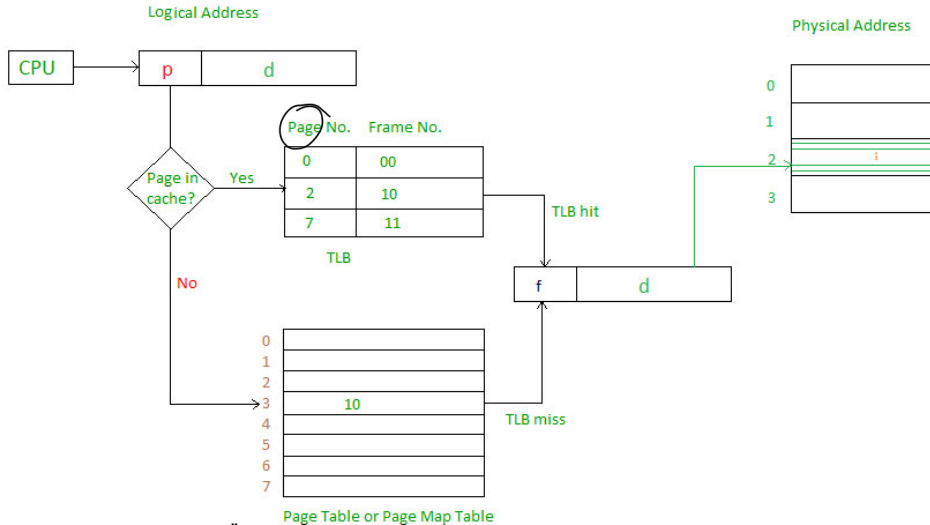 Logical Address
Physical Address
CPU
p d
0
1
2 i
3
Page No. Frame No.
Page in
cache?
Yes
0 00
2 10
7 11
TLB
TLB hit
No
f d
0
1
2
3 10
4
5
6
7
TLB miss
Page Table or Page Map Table